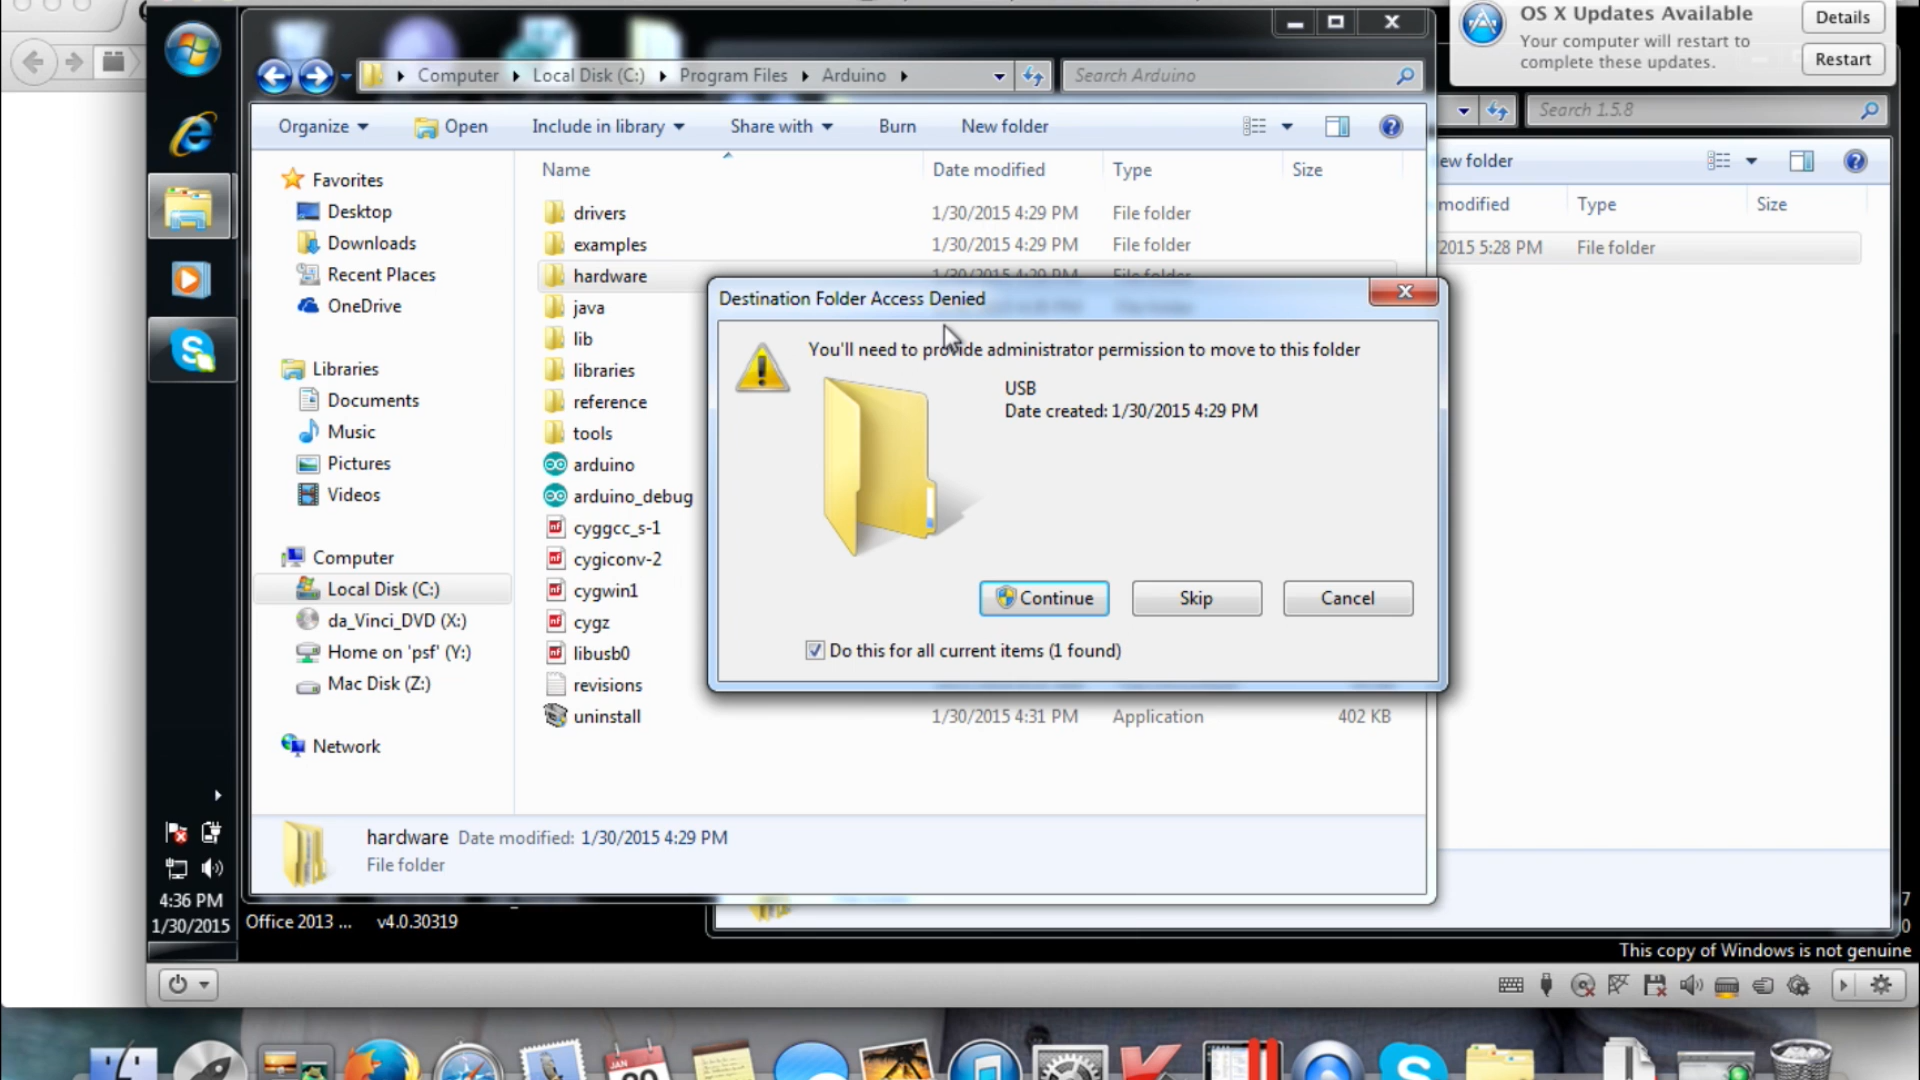 OS X Updates Available
Your computer will restart to
complete these updates.
Details
Restart
Computer
Local Disk (C:)
Program Files
Arduino
Search Arduino
Search 1.5.8
Organize
Open
Include in library
Share with
Burn
New folder
ew folder
Name
Date modified
Type
Size
modified
Type
Size
2015 5:28 PM
File folder
Favorites
Desktop
Downloads
Recent Places
OneDrive
Libraries
Documents
Music
Pictures
Videos
Computer
Local Disk (C:)
da_Vinci_DVD (X:)
Home on 'psf' (Y:)
Mac Disk (Z:)
Network
drivers 1/30/2015 4:29 PM File folder
examples 1/30/2015 4:29 PM File folder
hardware 1/30/2015 4:29 PM File folder
java
lib
libraries
reference
tools
arduino
arduino_debug
cyggcc_s-1
cygiconv-2
cygwin1
cygz
libusb0
revisions
uninstall 1/30/2015 4:31 PM Application 402 KB
Destination Folder Access Denied
You'll need to provide administrator permission to move to this folder
USB
Date created: 1/30/2015 4:29 PM
Continue
Skip
Cancel
Do this for all current items (1 found)
hardware Date modified: 1/30/2015 4:29 PM
File folder
4:36 PM
1/30/2015
Office 2013 ...
v4.0.30319
7
0
This copy of Windows is not genuine
JAN